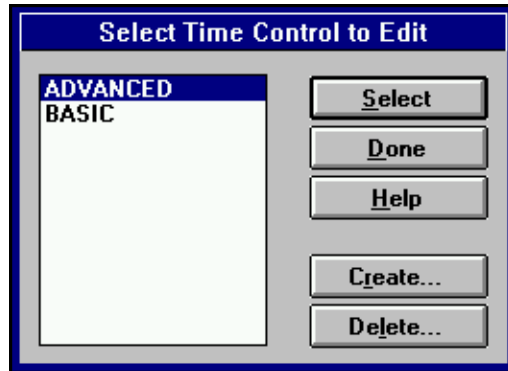 Select Time Control to Edit
ADVANCED
BASIC
Select
Done
Help
Create...
Delete...